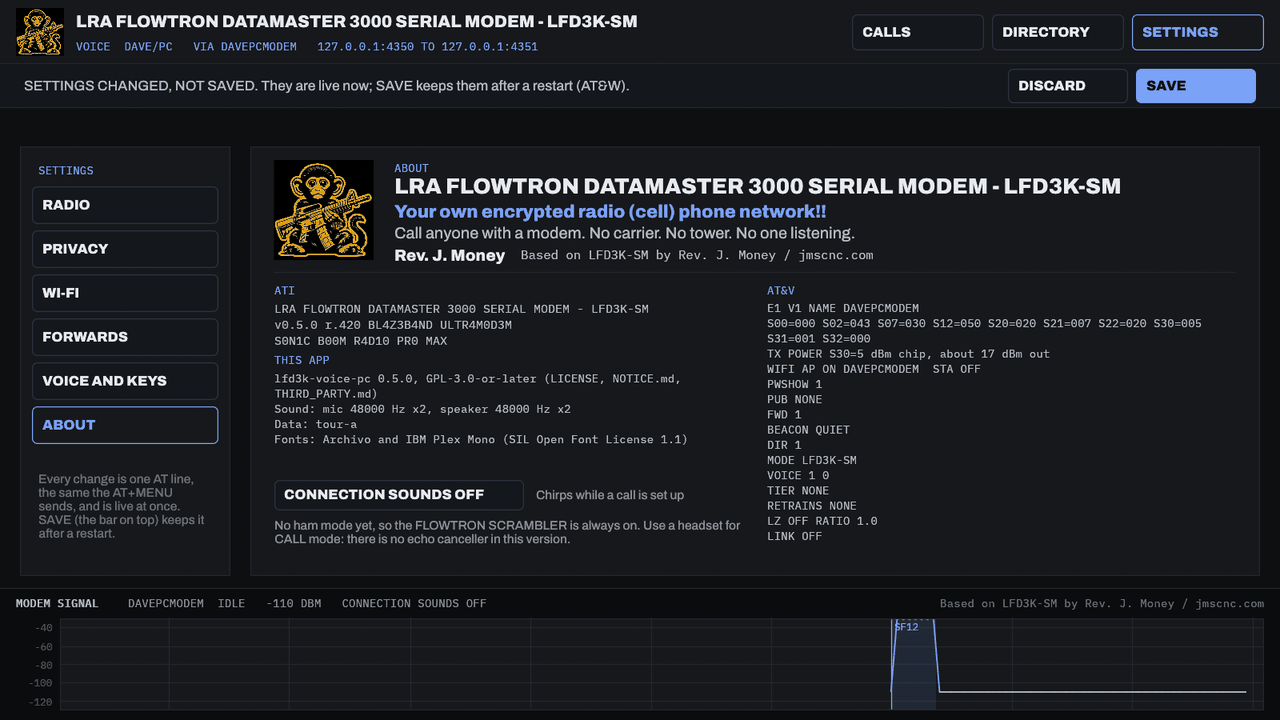 LRA FLOWTRON DATAMASTER 3000 SERIAL MODEM - LFD3K-SM
VOICE DAVE/PC VIA DAVEPCMODEM 127.0.0.1:4350 TO 127.0.0.1:4351
CALLS
DIRECTORY
SETTINGS
SETTINGS CHANGED, NOT SAVED. They are live now; SAVE keeps them after a restart (AT&W).
DISCARD
SAVE
SETTINGS
RADIO
PRIVACY
WI-FI
FORWARDS
VOICE AND KEYS
ABOUT
Every change is one AT line,
the same the AT+MENU
sends, and is live at once.
SAVE (the bar on top) keeps it
after a restart.
ABOUT
LRA FLOWTRON DATAMASTER 3000 SERIAL MODEM - LFD3K-SM
Your own encrypted radio (cell) phone network!!
Call anyone with a modem. No carrier. No tower. No one listening.
Rev. J. Money Based on LFD3K-SM by Rev. J. Money / jmscnc.com
ATI
LRA FLOWTRON DATAMASTER 3000 SERIAL MODEM - LFD3K-SM
v0.5.0 r.420 BL4Z3B4ND ULTR4M0D3M
S0N1C B00M R4D10 PR0 MAX
THIS APP
lfd3k-voice-pc 0.5.0, GPL-3.0-or-later (LICENSE, NOTICE.md,
THIRD_PARTY.md)
Sound: mic 48000 Hz x2, speaker 48000 Hz x2
Data: tour-a
Fonts: Archivo and IBM Plex Mono (SIL Open Font License 1.1)
CONNECTION SOUNDS OFF
Chirps while a call is set up
No ham mode yet, so the FLOWTRON SCRAMBLER is always on. Use a headset for
CALL mode: there is no echo canceller in this version.
AT&V
E1 V1 NAME DAVEPCMODEM
S00=000 S02=043 S07=030 S12=050 S20=020 S21=007 S22=020 S30=005
S31=001 S32=000
TX POWER S30=5 dBm chip, about 17 dBm out
WIFI AP ON DAVEPCMODEM STA OFF
PWSHOW 1
PUB NONE
FWD 1
BEACON QUIET
DIR 1
MODE LFD3K-SM
VOICE 1 0
TIER NONE
RETRAINS NONE
LZ OFF RATIO 1.0
LINK OFF
MODEM SIGNAL DAVEPCMODEM IDLE -110 DBM CONNECTION SOUNDS OFF
Based on LFD3K-SM by Rev. J. Money / jmscnc.com
-40
-60
-80
-100
-120
SF12